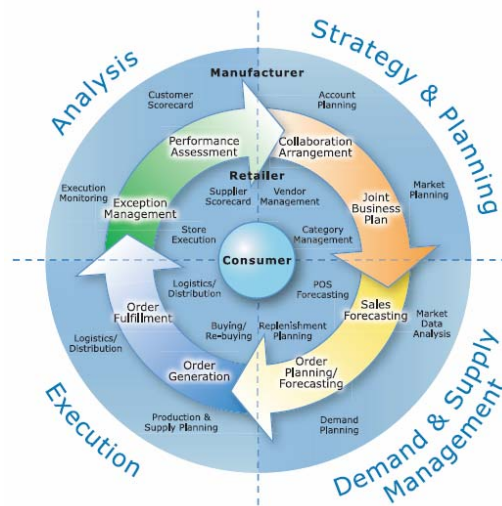 Analysis
Strategy & Planning
Manufacturer
Customer
Scorecard
Account
Planning
Performance
Assessment
Collaboration
Arrangement
Retailer
Execution
Monitoring
Exception
Management
Supplier
Scorecard
Vendor
Management
Joint
Business
Plan
Market
Planning
Store
Execution
Category
Management
Consumer
Logistics/
Distribution
POS
Forecasting
Order
Fulfillment
Sales
Forecasting
Market
Data
Analysis
Logistics/
Distribution
Buying/
Re-buying
Replenishment
Planning
Order
Generation
Order
Planning/
Forecasting
Production &
Supply Planning
Demand
Planning
Execution
Demand & Supply
Management